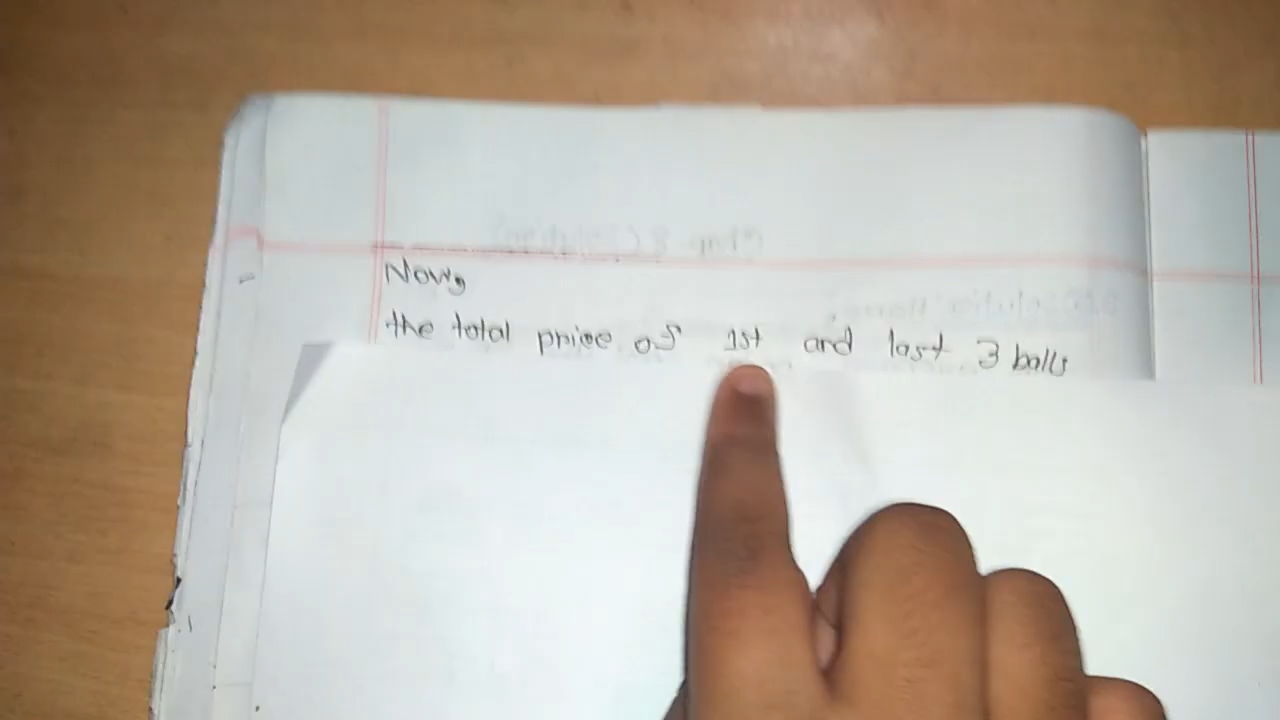 Now,
the total price of 1st and last 3 balls